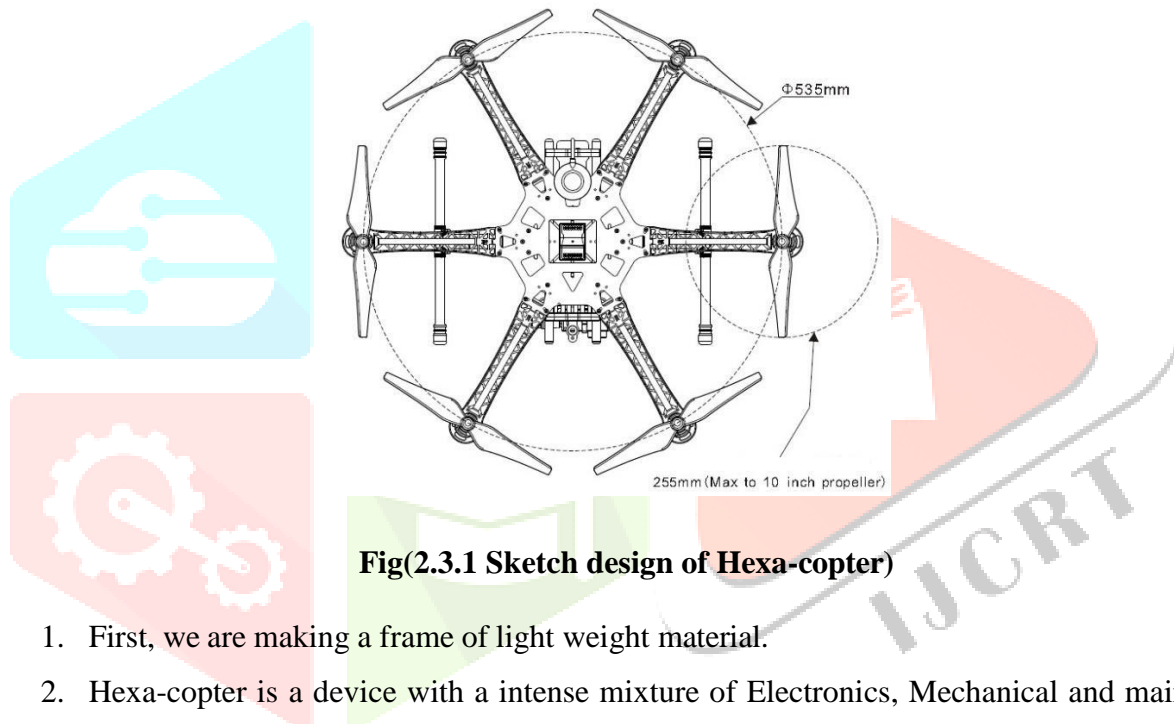 Φ535mm
255mm(Max to 10 inch propeller)
Fig(2.3.1 Sketch design of Hexa-copter)
IJCRT
1. First, we are making a frame of light weight material.
2. Hexa-copter is a device with a intense mixture of Electronics, Mechanical and mai